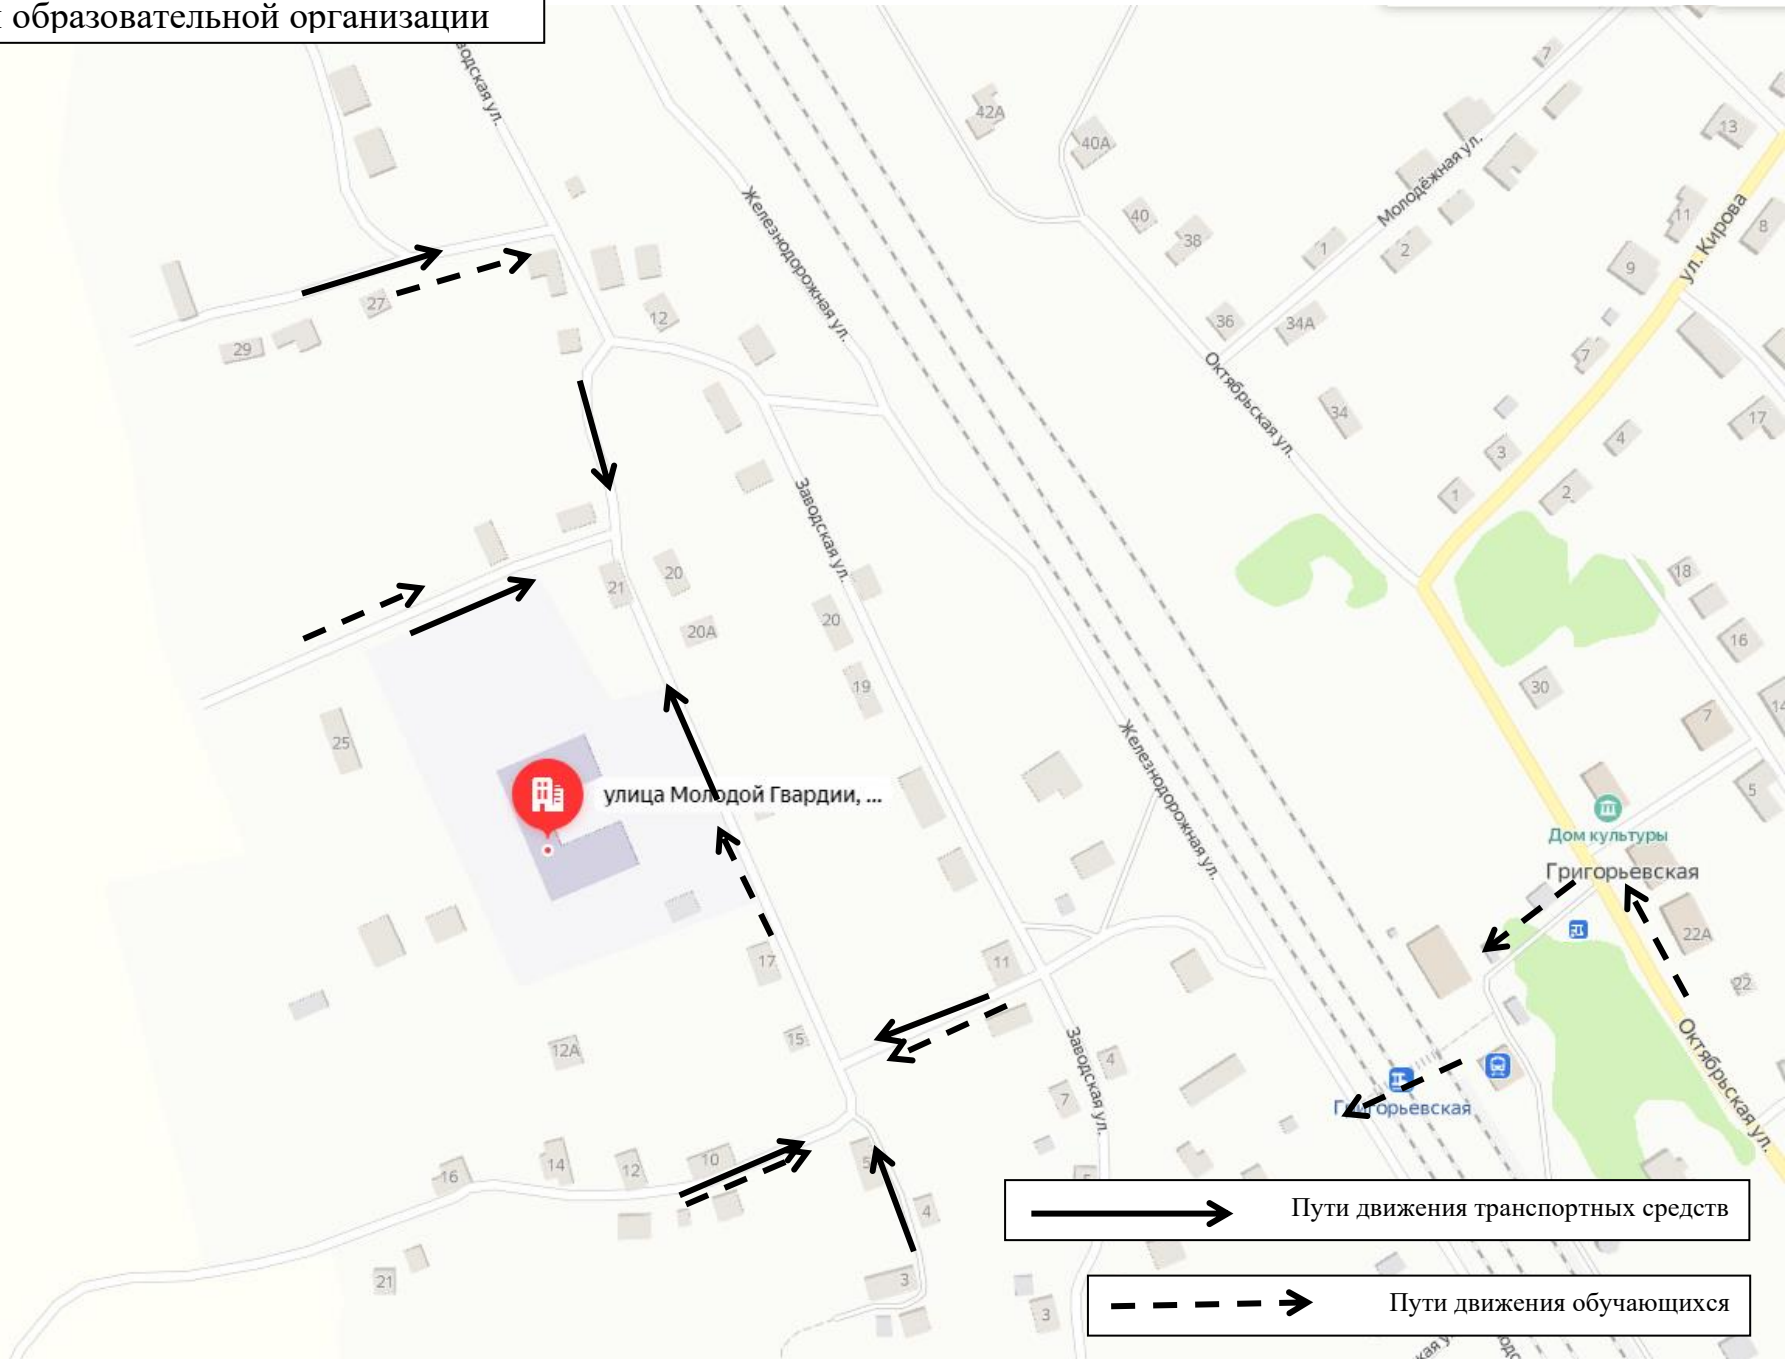 образовательной организации
Железнодорожная ул.
42А
40А
40
38
Молодёжная ул.
7
13
11
8
ул. Кирова
9
1
2
27
29
12
36
34А
7
Октябрьская ул.
34
17
4
3
1
2
Заводская ул.
21
20
20А
20
19
18
16
30
7
14
25
улица Молодой Гвардии, ...
Железнодорожная ул.
5
Дом культуры
Григорьевская
22А
22
17
11
15
12А
Заводская ул.
4
7
Григорьевская
Октябрьская ул.
16
14
12
10
4
21
3
3
Пути движения транспортных средств
Пути движения обучающихся